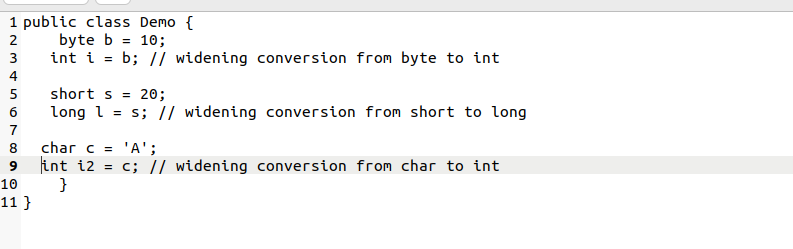 1 public class Demo {
2     byte b = 10;
3    int i = b; // widening conversion from byte to int
4
5    short s = 20;
6    long l = s; // widening conversion from short to long
7
8   char c = 'A';
9   int i2 = c; // widening conversion from char to int
10     }
11 }